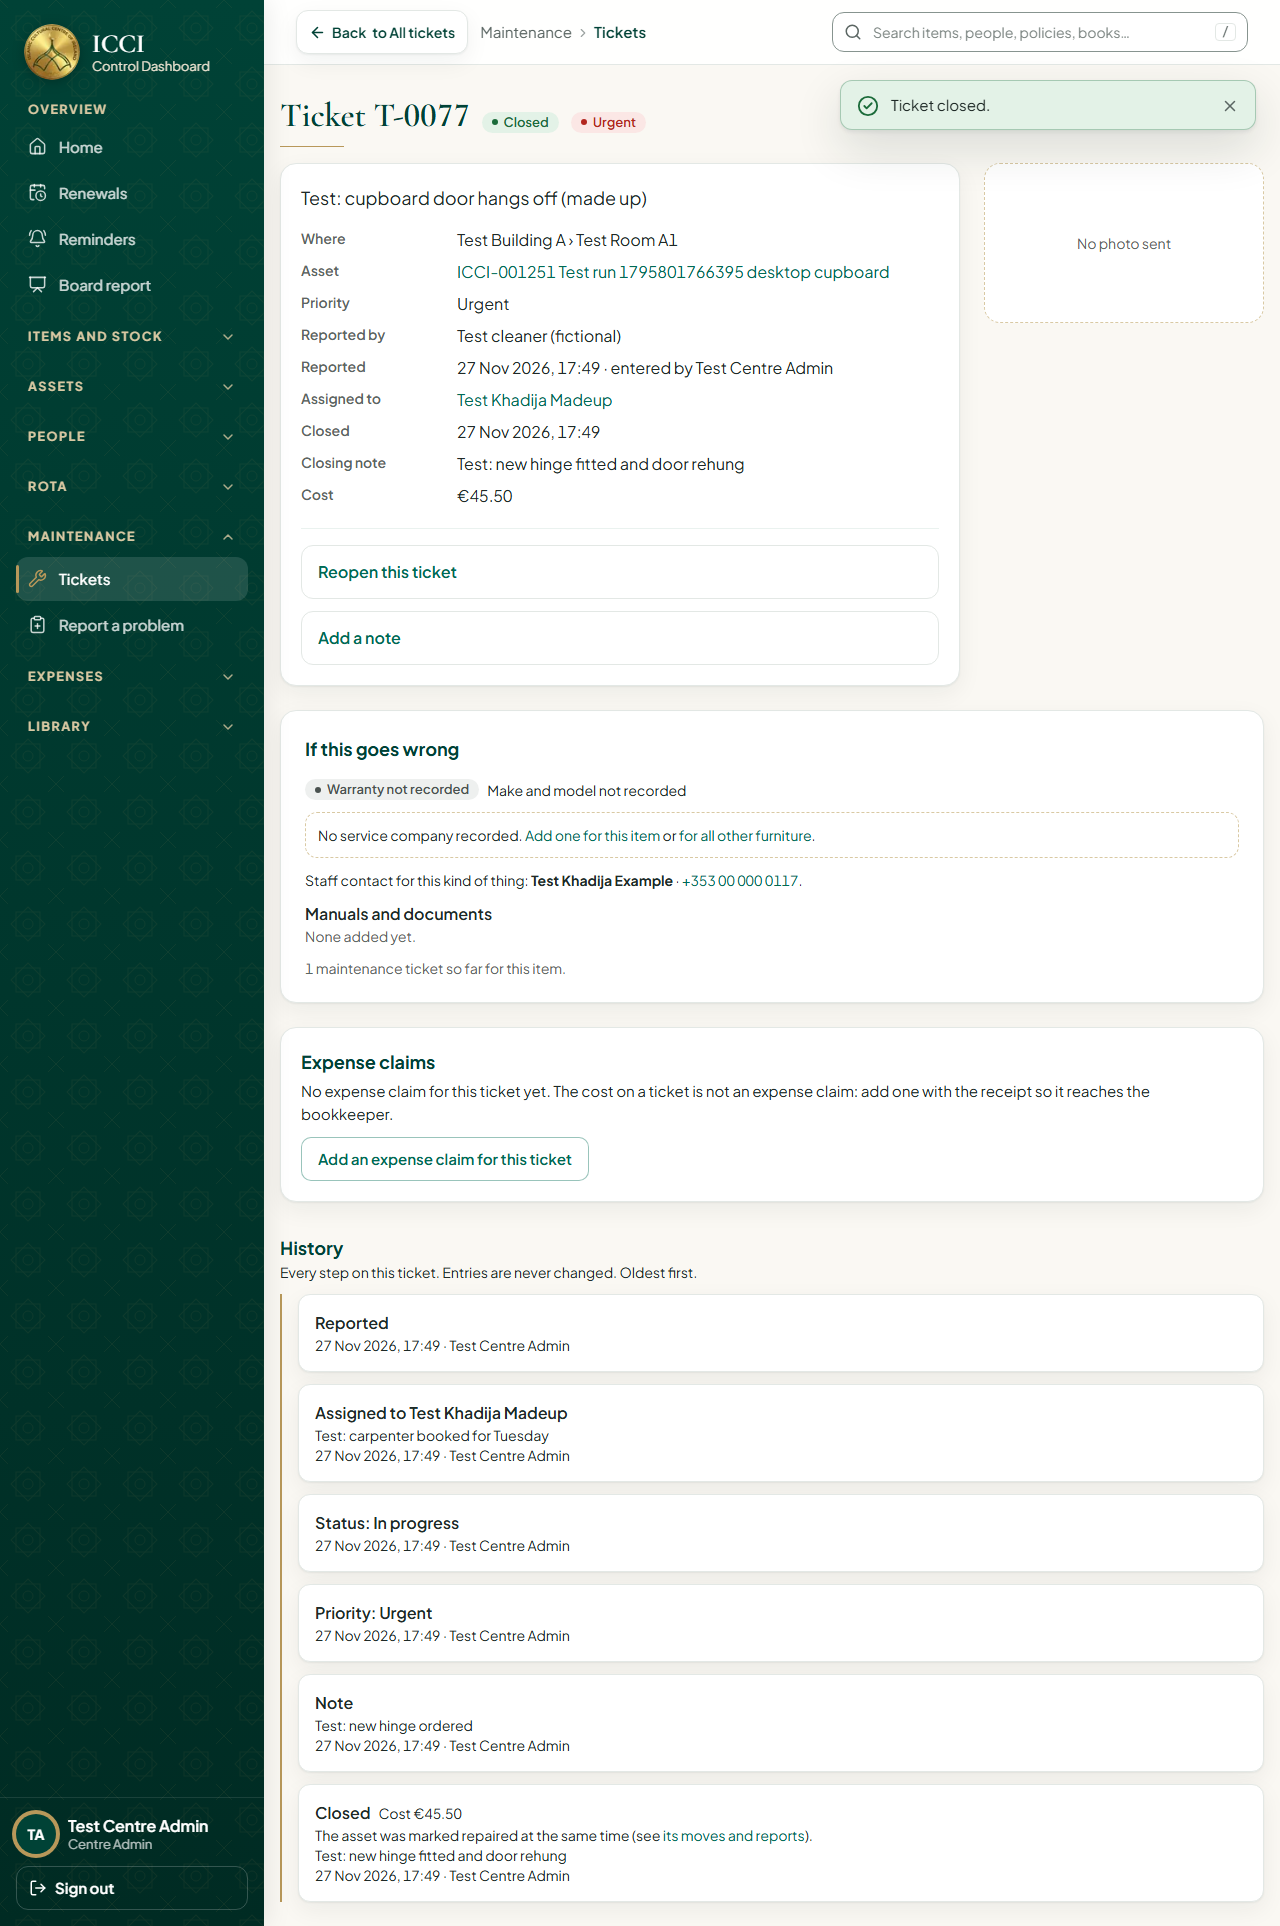 ICCI
Control Dashboard
OVERVIEW
Home
Renewals
Reminders
Board report
ITEMS AND STOCK
ASSETS
PEOPLE
ROTA
MAINTENANCE
Tickets
Report a problem
EXPENSES
LIBRARY
TA
Test Centre Admin
Centre Admin
Sign out
Back to All tickets
Maintenance › Tickets
Search items, people, policies, books…
/
Ticket T-0077
Closed
Urgent
Ticket closed.
Test: cupboard door hangs off (made up)
Where Test Building A › Test Room A1
Asset ICCI-001251 Test run 1795801766395 desktop cupboard
Priority Urgent
Reported by Test cleaner (fictional)
Reported 27 Nov 2026, 17:49 · entered by Test Centre Admin
Assigned to Test Khadija Madeup
Closed 27 Nov 2026, 17:49
Closing note Test: new hinge fitted and door rehung
Cost €45.50
Reopen this ticket
Add a note
No photo sent
If this goes wrong
Warranty not recorded Make and model not recorded
No service company recorded. Add one for this item or for all other furniture.
Staff contact for this kind of thing: Test Khadija Example · +353 00 000 0117.
Manuals and documents
None added yet.
1 maintenance ticket so far for this item.
Expense claims
No expense claim for this ticket yet. The cost on a ticket is not an expense claim: add one with the receipt so it reaches the
bookkeeper.
Add an expense claim for this ticket
History
Every step on this ticket. Entries are never changed. Oldest first.
Reported
27 Nov 2026, 17:49 · Test Centre Admin
Assigned to Test Khadija Madeup
Test: carpenter booked for Tuesday
27 Nov 2026, 17:49 · Test Centre Admin
Status: In progress
27 Nov 2026, 17:49 · Test Centre Admin
Priority: Urgent
27 Nov 2026, 17:49 · Test Centre Admin
Note
Test: new hinge ordered
27 Nov 2026, 17:49 · Test Centre Admin
Closed Cost €45.50
The asset was marked repaired at the same time (see its moves and reports).
Test: new hinge fitted and door rehung
27 Nov 2026, 17:49 · Test Centre Admin